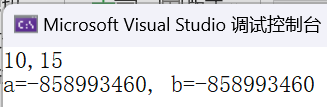 Microsoft Visual Studio 调试控制台
10,15
a=-858993460, b=-858993460